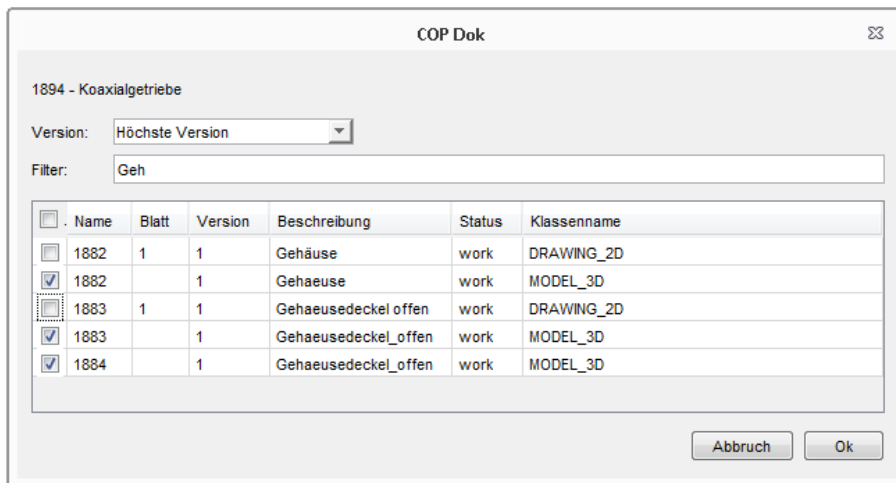 COP Dok
1894 - Koaxialgetriebe
Version: Höchste Version
Filter: Geh
. Name Blatt Version Beschreibung Status Klassenname
1882 1 1 Gehäuse work DRAWING_2D
1882 1 Gehaeuse work MODEL_3D
1883 1 1 Gehaeusedeckel offen work DRAWING_2D
1883 1 Gehaeusedeckel_offen work MODEL_3D
1884 1 Gehaeusedeckel_offen work MODEL_3D
Abbruch Ok